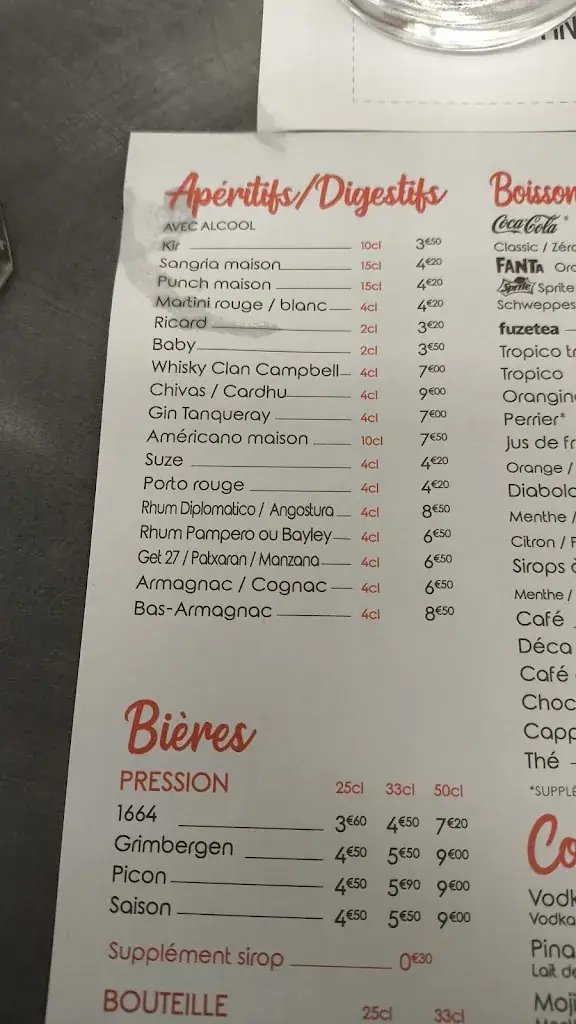 Apéritifs/Digestifs
AVEC ALCOOL
Kir 10cl 3€50
Sangria maison 15cl 4€20
Punch maison 15cl 4€20
Martini rouge / blanc 4cl 4€20
Ricard 2cl 3€20
Baby 2cl 3€50
Whisky Clan Campbell 4cl 7€00
Chivas / Cardhu 4cl 9€00
Gin Tanqueray 4cl 7€00
Américano maison 10cl 7€50
Suze 4cl 4€20
Porto rouge 4cl 4€20
Rhum Diplomatico / Angostura 4cl 8€50
Rhum Pampero ou Bayley 4cl 6€50
Get 27 / Patxaran / Manzana 4cl 6€50
Armagnac / Cognac 4cl 6€50
Bas-Armagnac 4cl 8€50
Bières
PRESSION 25cl 33cl 50cl
1664 3€60 4€50 7€20
Grimbergen 4€50 5€50 9€00
Picon 4€50 5€90 9€00
Saison 4€50 5€50 9€00
Supplément sirop 0€30
BOUTEILLE 25cl 33cl
Boisson
Coca-Cola *
Classic / Zéro
FANTA Ora
Sprite Sprite
Schweppes
fuzetea
Tropico tr
Tropico
Orangina
Perrier*
Jus de fr
Orange /
Diabolo
Menthe /
Citron / F
Sirops à
Menthe /
Café
Déca
Café
Choc
Capp
Thé
*SUPPLÉ
Co
Vodk
Vodka
Pina
Lait de
Moji